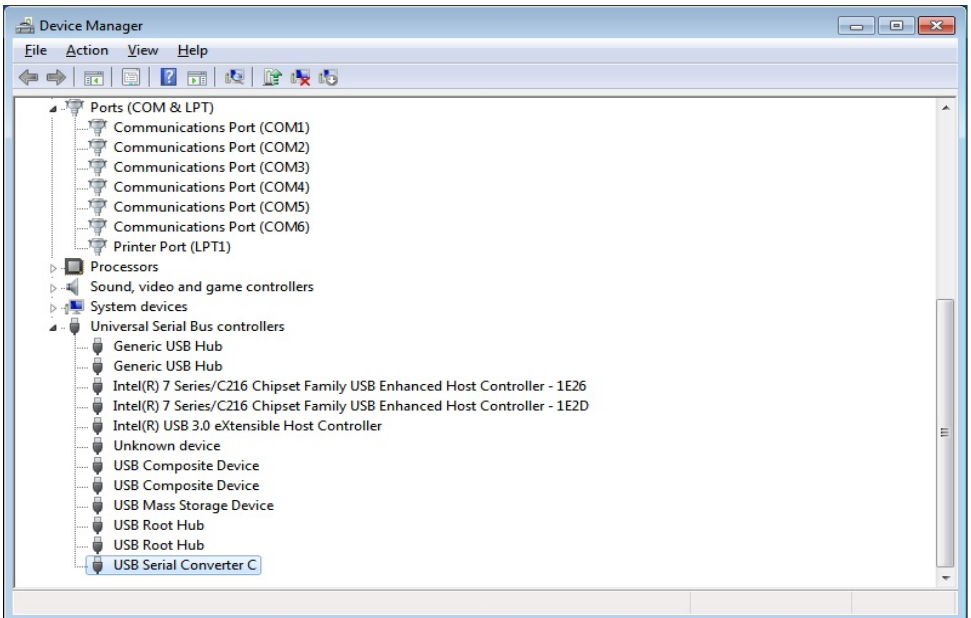 Device Manager
File Action View Help
Ports (COM & LPT)
Communications Port (COM1)
Communications Port (COM2)
Communications Port (COM3)
Communications Port (COM4)
Communications Port (COM5)
Communications Port (COM6)
Printer Port (LPT1)
Processors
Sound, video and game controllers
System devices
Universal Serial Bus controllers
Generic USB Hub
Generic USB Hub
Intel(R) 7 Series/C216 Chipset Family USB Enhanced Host Controller - 1E26
Intel(R) 7 Series/C216 Chipset Family USB Enhanced Host Controller - 1E2D
Intel(R) USB 3.0 eXtensible Host Controller
Unknown device
USB Composite Device
USB Composite Device
USB Mass Storage Device
USB Root Hub
USB Root Hub
USB Serial Converter C